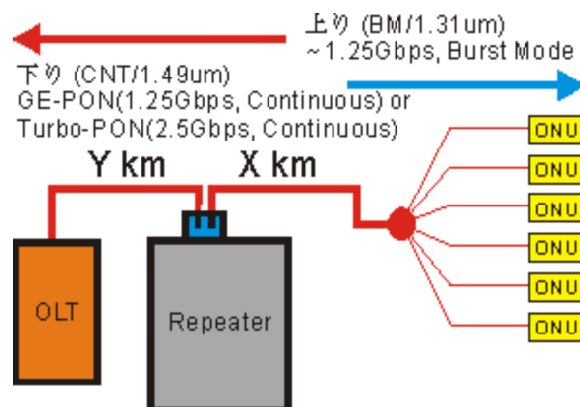 上り (BM/1.31um)
~1.25Gbps, Burst Mode
下り (CNT/1.49um)
GE-PON(1.25Gbps, Continuous) or
Turbo-PON(2.5Gbps, Continuous)
Y km
X km
ONU
ONU
ONU
ONU
ONU
ONU
OLT
Repeater